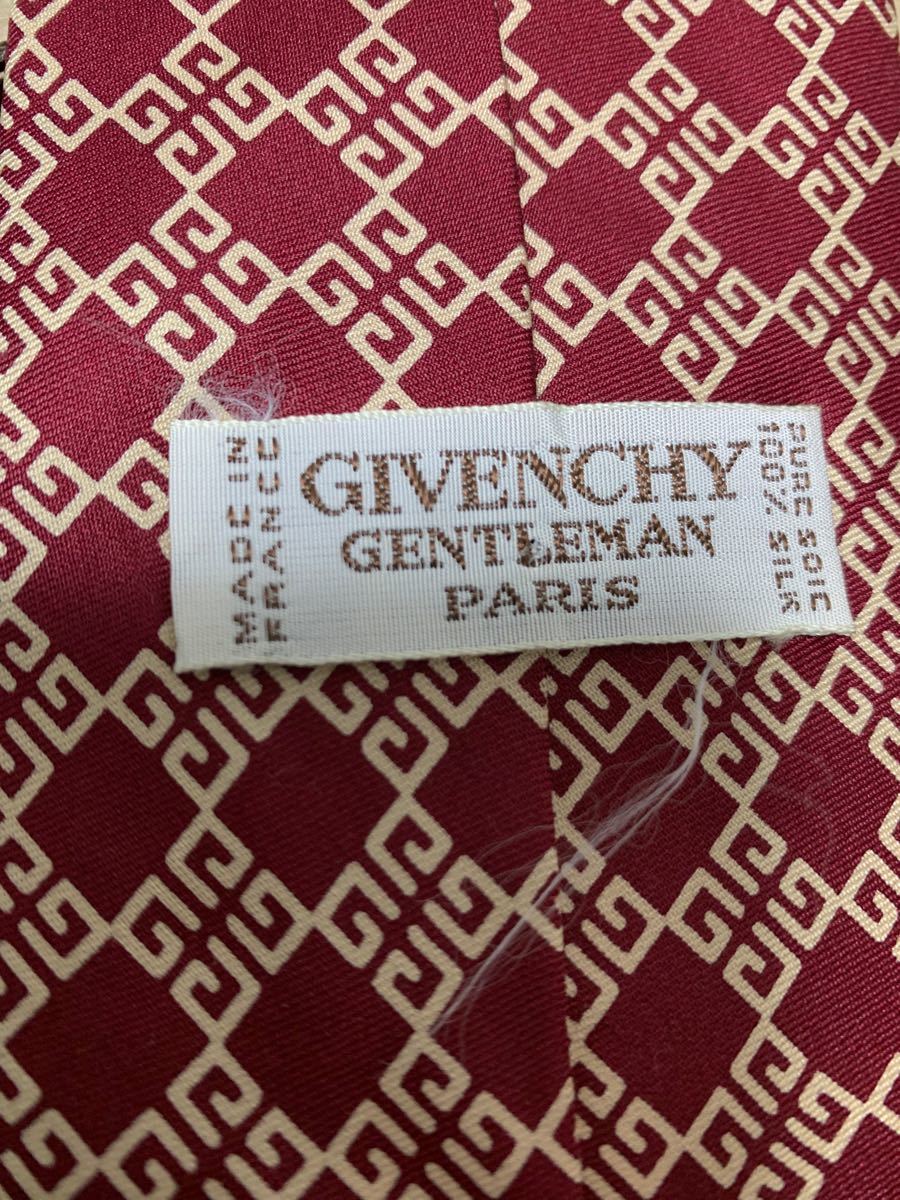 MADE IN
FRANCE
GIVENCHY
GENTLEMAN
PARIS
PURE SOIE
100% SILK